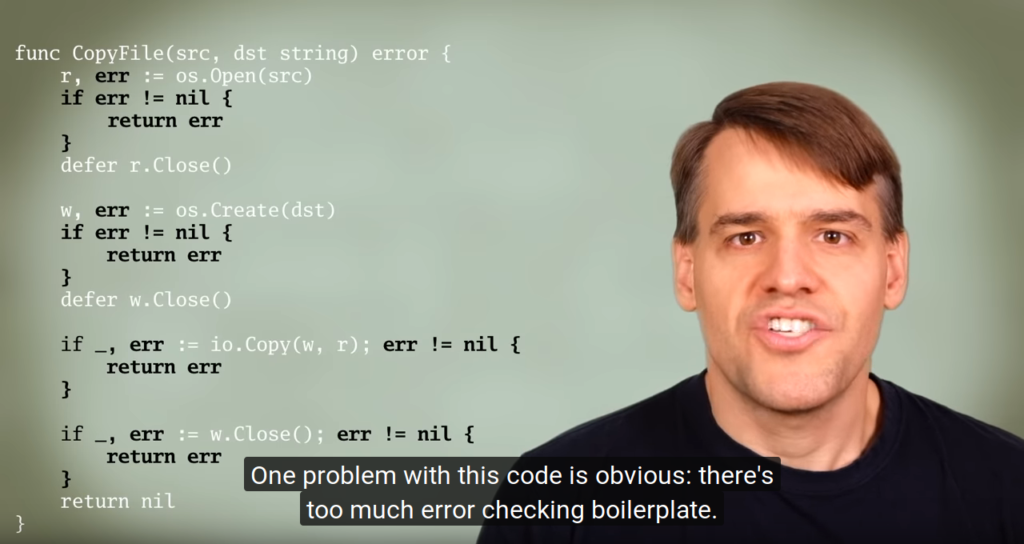 func CopyFile(src, dst string) error {
    r, err := os.Open(src)
    if err != nil {
        return err
    }
    defer r.Close()

    w, err := os.Create(dst)
    if err != nil {
        return err
    }
    defer w.Close()

    if _, err := io.Copy(w, r); err != nil {
        return err
    }

    if _, err := w.Close(); err != nil {
        return err
    }
    return nil
}
One problem with this code is obvious: there's
too much error checking boilerplate.